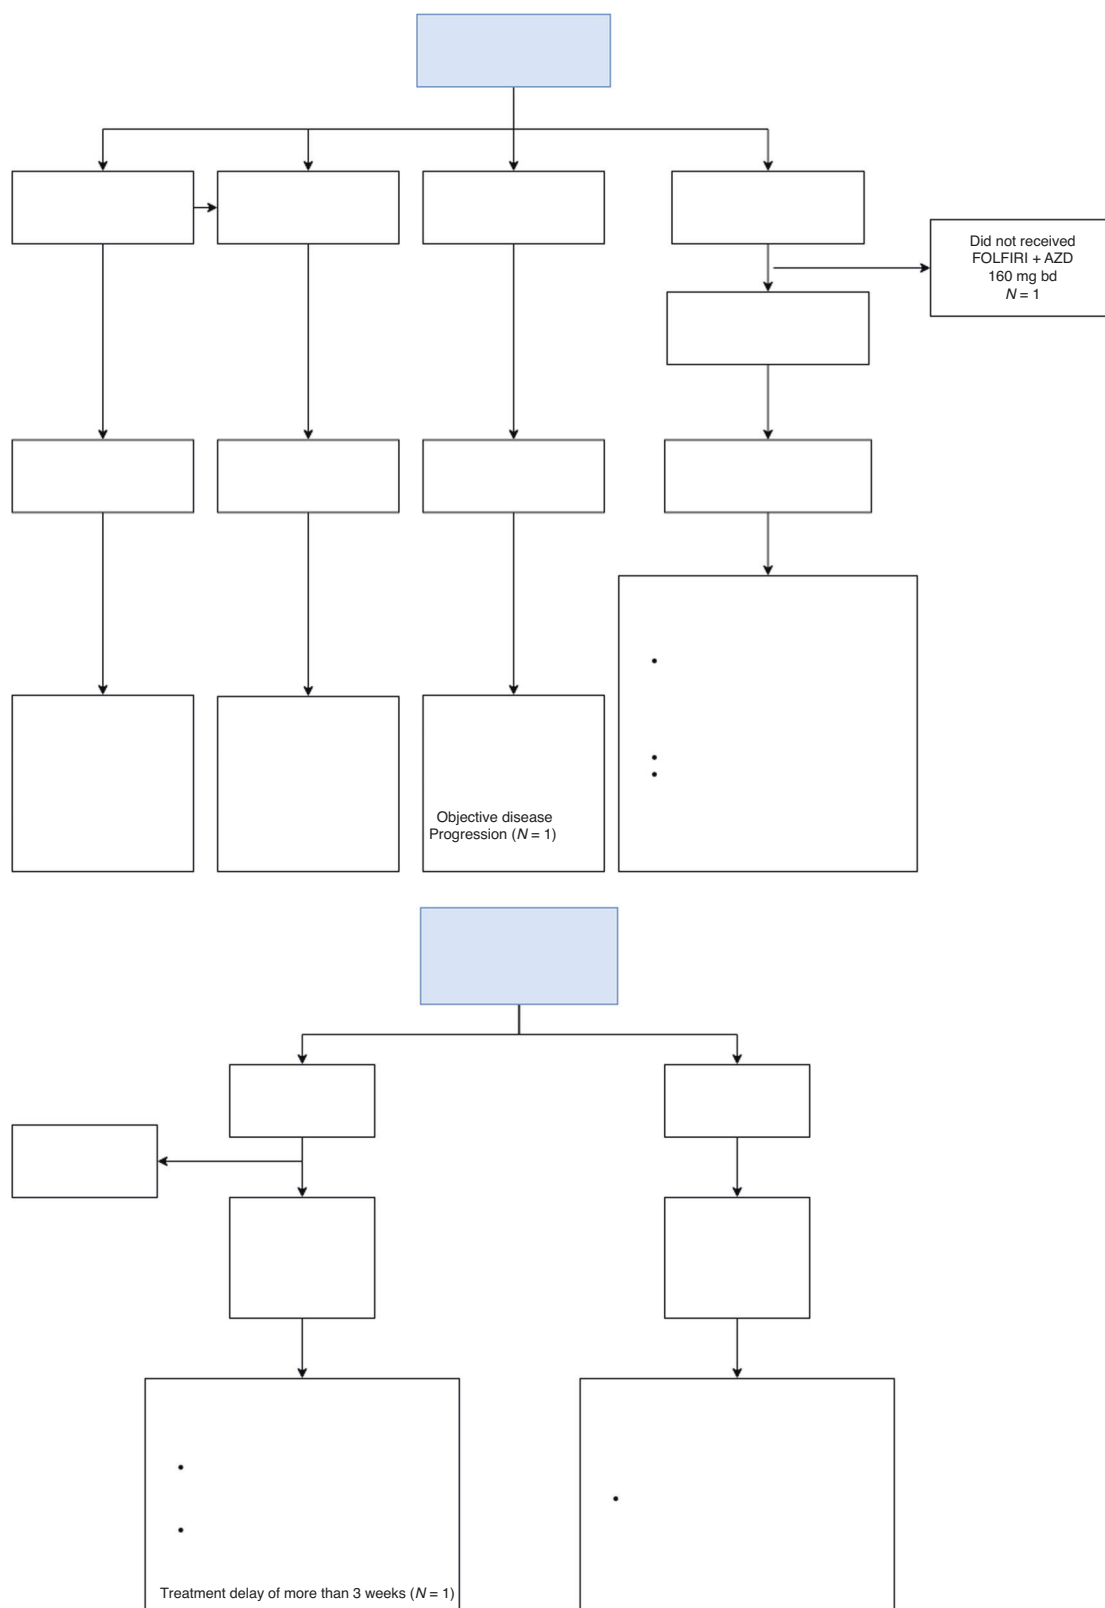 Did not received
FOLFIRI + AZD
160 mg bd
N = 1
Objective disease
Progression (N = 1)
Treatment delay of more than 3 weeks (N = 1)